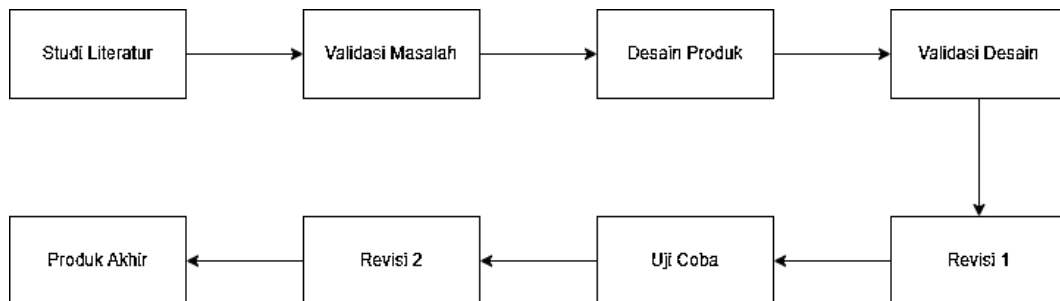 Studi Literatur
Validasi Masalah
Desain Produk
Validasi Desain
Revisi 1
Uji Coba
Revisi 2
Produk Akhir